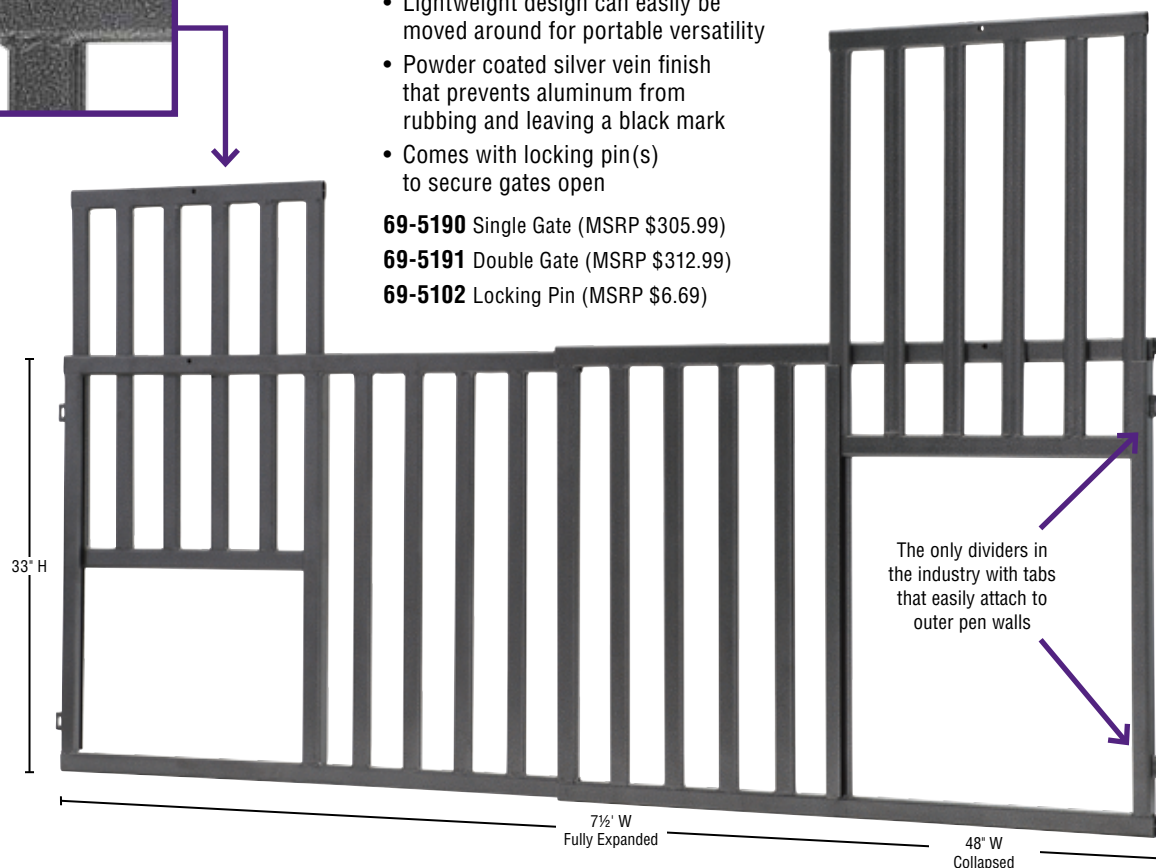 • Lightweight design can easily be
moved around for portable versatility
• Powder coated silver vein finish
that prevents aluminum from
rubbing and leaving a black mark
• Comes with locking pin(s)
to secure gates open
69-5190 Single Gate (MSRP $305.99)
69-5191 Double Gate (MSRP $312.99)
69-5102 Locking Pin (MSRP $6.69)
33" H
The only dividers in
the industry with tabs
that easily attach to
outer pen walls
7½' W
Fully Expanded
48" W
Collapsed